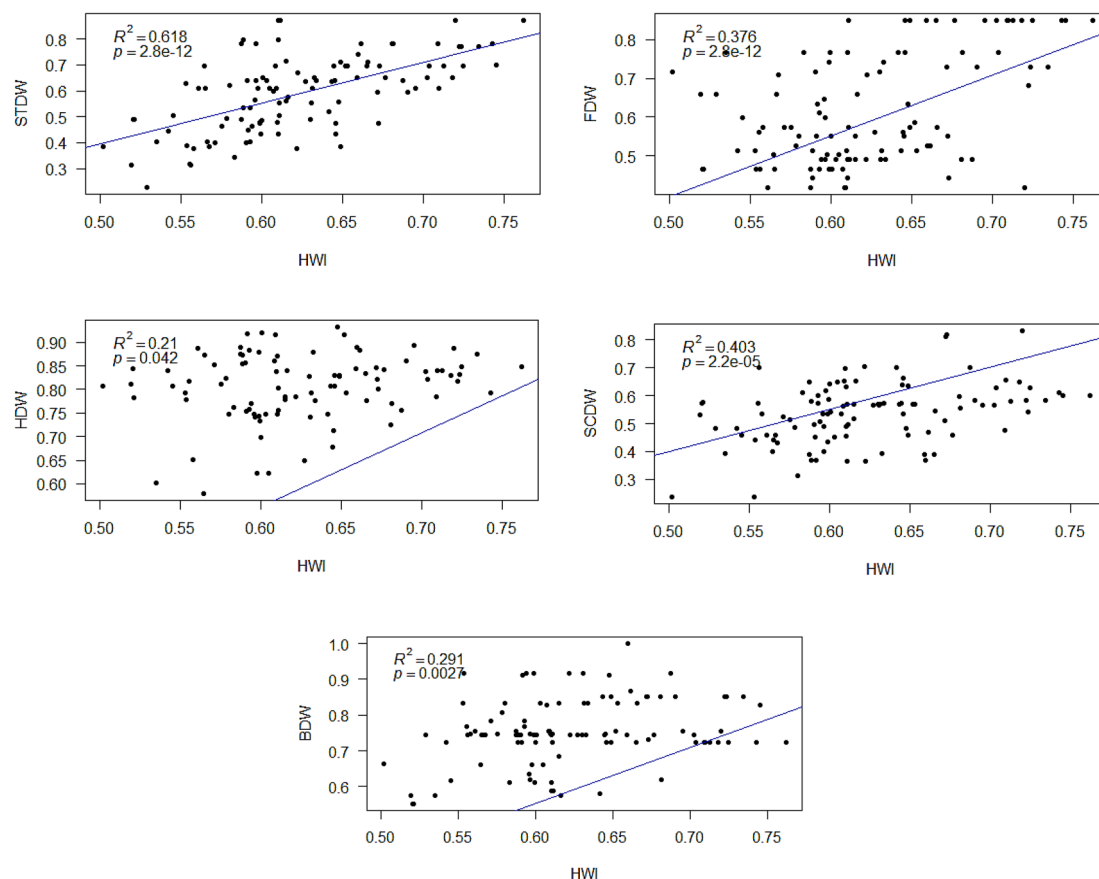 R² = 0.618
p = 2.8e-12
STDW
0.8
0.7
0.6
0.5
0.4
0.3
0.50 0.55 0.60 0.65 0.70 0.75
HWI
R² = 0.376
p = 2.8e-12
FDW
0.8
0.7
0.6
0.5
0.50 0.55 0.60 0.65 0.70 0.75
HWI
R² = 0.21
p = 0.042
HDW
0.90
0.85
0.80
0.75
0.70
0.65
0.60
0.50 0.55 0.60 0.65 0.70 0.75
HWI
R² = 0.403
p = 2.2e-05
SCDW
0.8
0.7
0.6
0.5
0.4
0.3
0.50 0.55 0.60 0.65 0.70 0.75
HWI
R² = 0.291
p = 0.0027
BDW
1.0
0.9
0.8
0.7
0.6
0.50 0.55 0.60 0.65 0.70 0.75
HWI